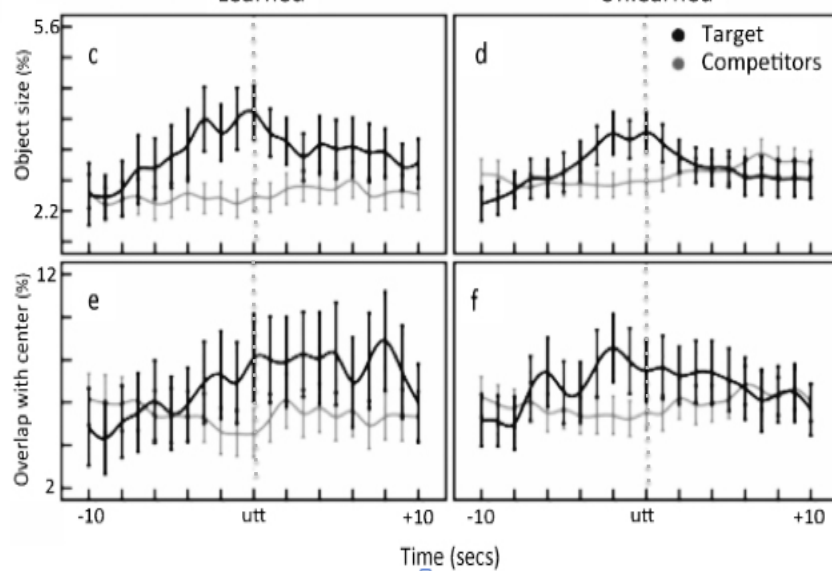 5.6
c
d
Target
Competitors
Object size (%)
2.2
12
e
f
Overlap with center (%)
2
-10
utt
+10
-10
utt
+10
Time (secs)